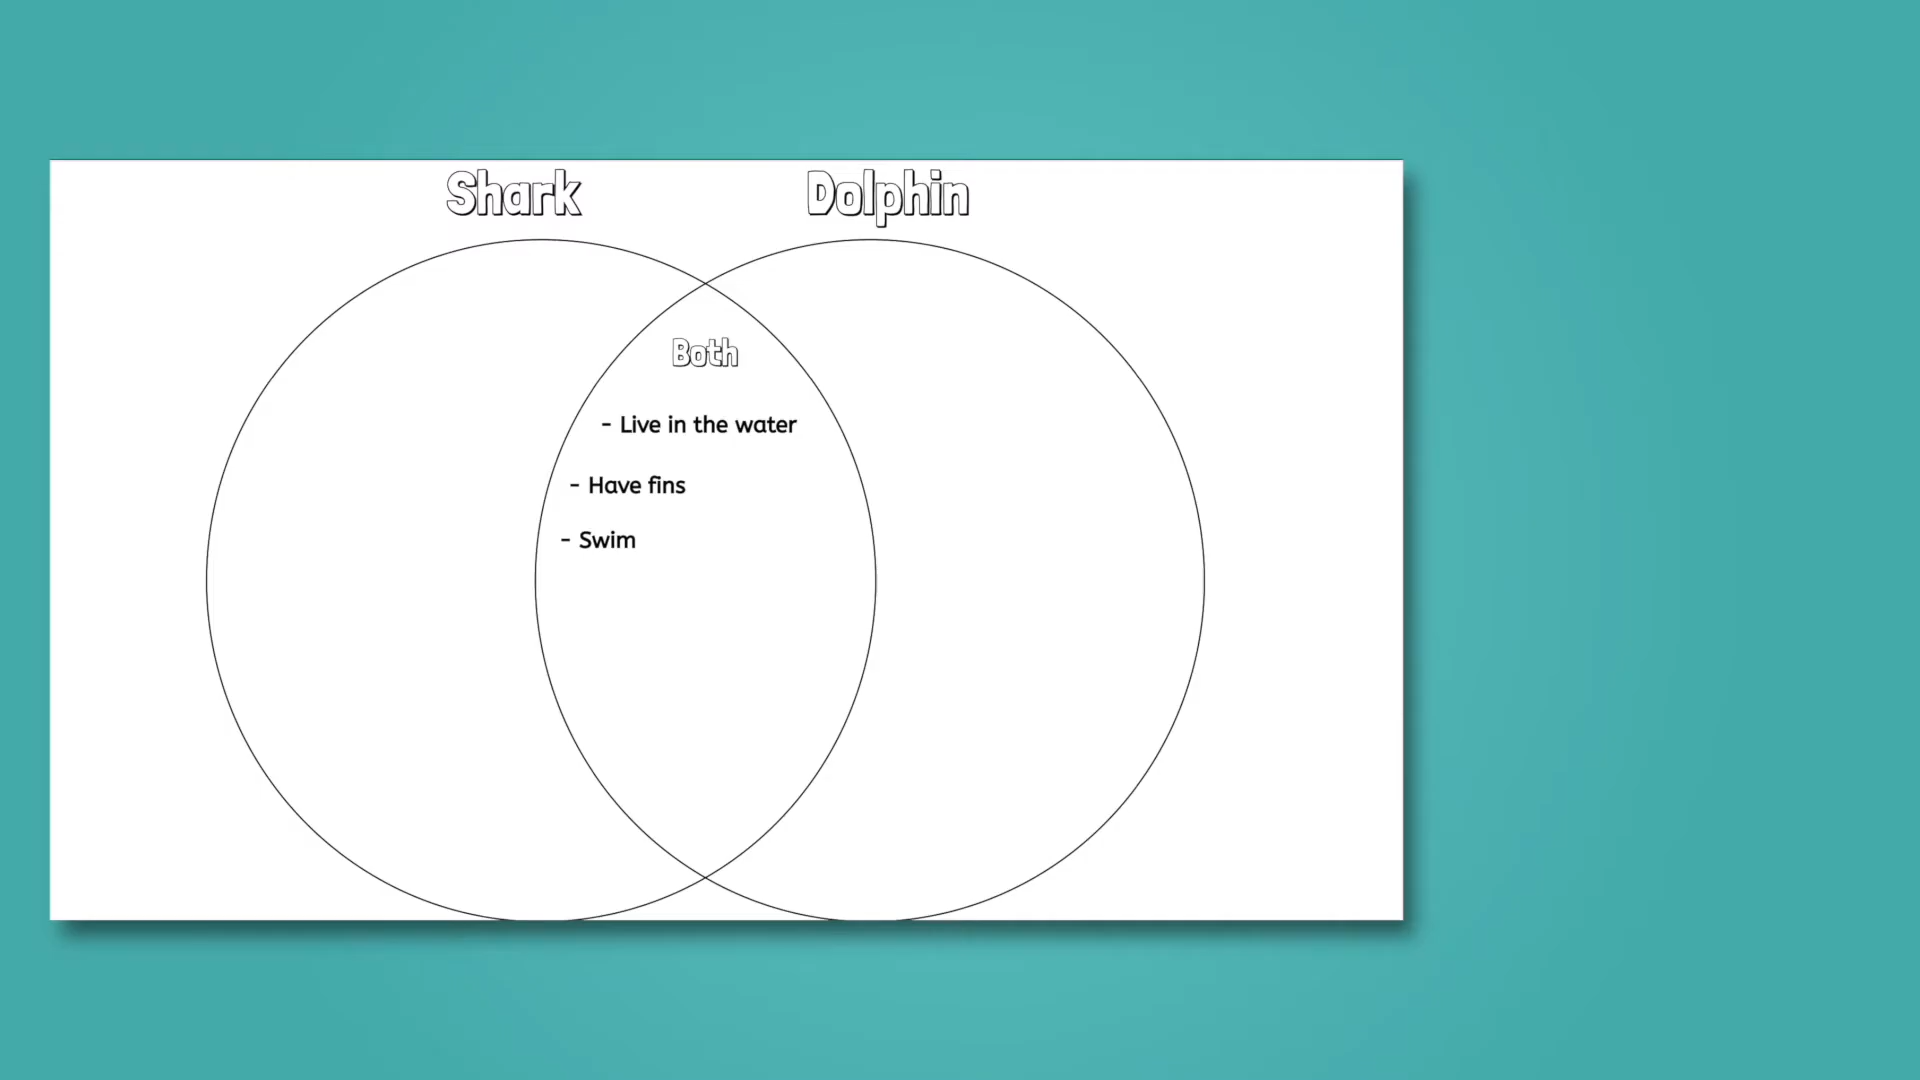 Shark
Dolphin
Both
- Live in the water
- Have fins
- Swim